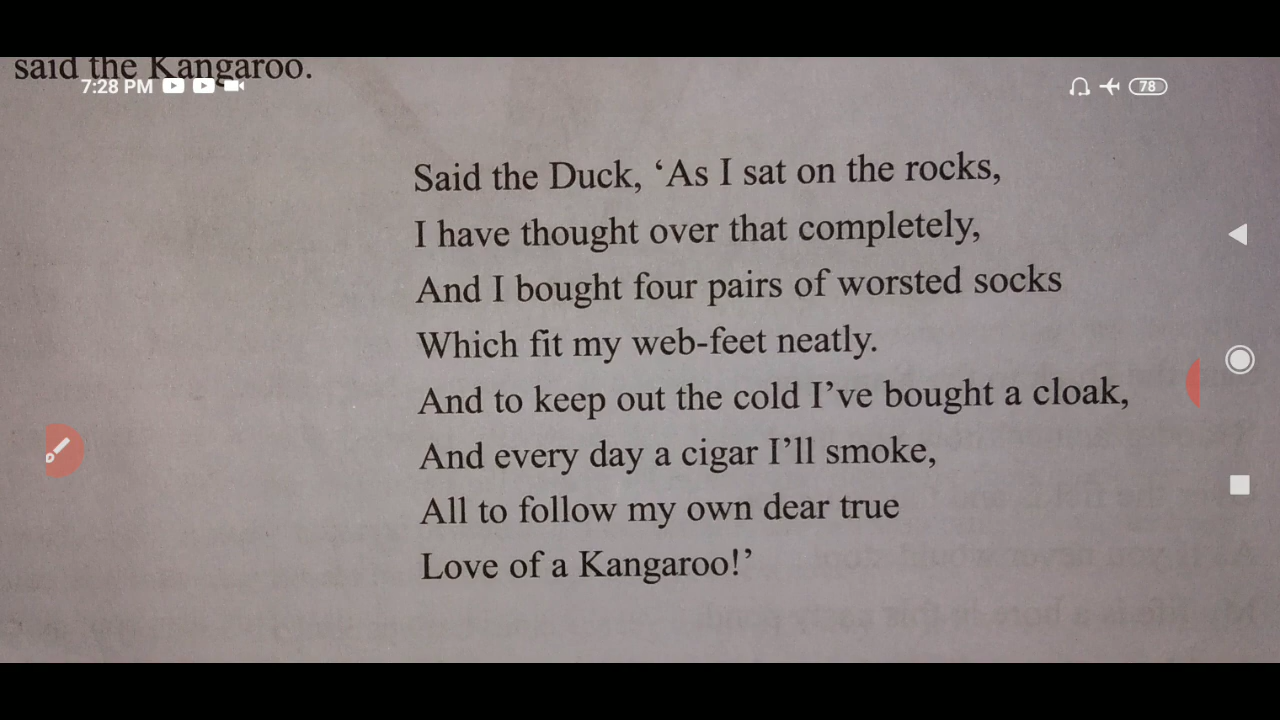 said the Kangaroo.
7:28 PM
78
Said the Duck, ‘As I sat on the rocks,
I have thought over that completely,
And I bought four pairs of worsted socks
Which fit my web-feet neatly.
And to keep out the cold I’ve bought a cloak,
And every day a cigar I’ll smoke,
All to follow my own dear true
Love of a Kangaroo!’